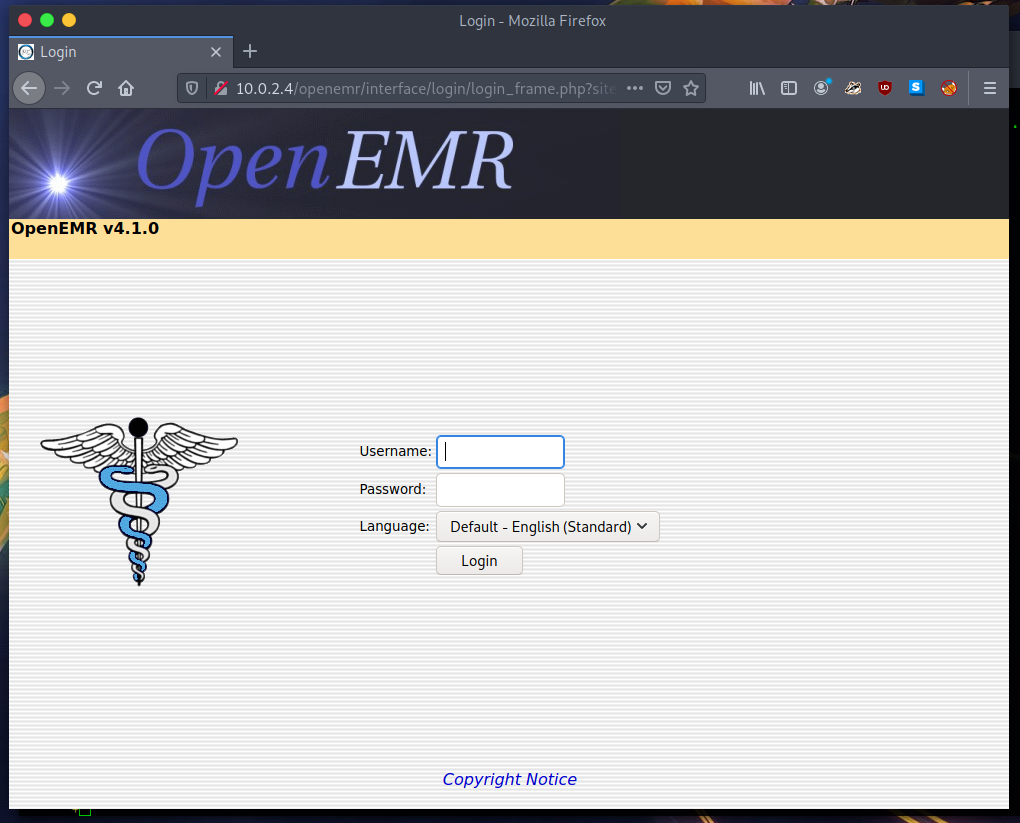 Login - Mozilla Firefox
Login
10.0.2.4/openemr/interface/login/login_frame.php?site
OpenEMR
OpenEMR v4.1.0
Username:
Password:
Language: Default - English (Standard)
Login
Copyright Notice